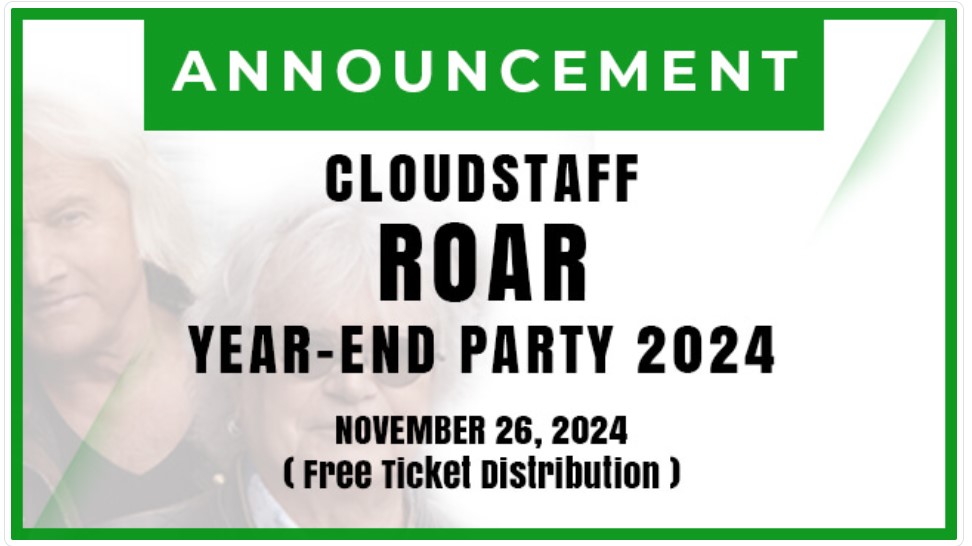 ANNOUNCEMENT
CLOUDSTAFF
ROAR
YEAR-END PARTY 2024
NOVEMBER 26, 2024
( Free Ticket Distribution )